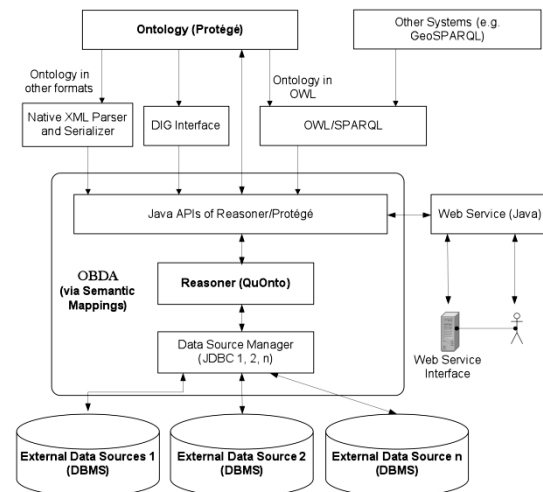 Ontology (Protégé)
Other Systems (e.g.
GeoSPARQL)
Ontology in
other formats
Ontology in
OWL
Native XML Parser
and Serializer
DIG Interface
OWL/SPARQL
Java APIs of Reasoner/Protégé
Web Service (Java)
OBDA
(via Semantic
Mappings)
Reasoner (QuOnto)
Data Source Manager
(JDBC 1, 2, n)
Web Service
Interface
External Data Sources 1
(DBMS)
External Data Source 2
(DBMS)
External Data Source n
(DBMS)